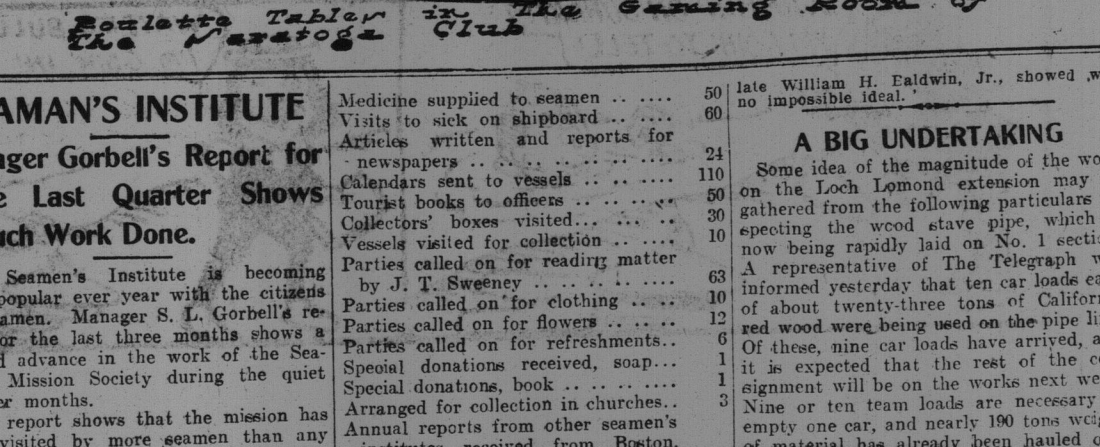 Roulette Tables in The Gaming Room of
The Saratoga Club
AMAN'S INSTITUTE
ager Gorbell's Report for
e Last Quarter Shows
uch Work Done.
Seamen's Institute is becoming
popular ever year with the citizens
amen. Manager S. L. Gorbell's re-
or the last three months shows a
d advance in the work of the Sea-
Mission Society during the quiet
er months.
report shows that the mission has
visited by more seamen than any
Medicine supplied to seamen .. .... 50
Visits to sick on shipboard .. .... 60
Articles written and reports for
newspapers .. .. .. .. .. .. .... 24
Calendars sent to vessels .. .. .... 110
Tourist books to officers .. .. .. .. 50
Collectors' boxes visited... .. .. .. 30
Vessels visited for collection .. .... 10
Parties called on for reading matter
by J. T. Sweeney .. .. .. .. .... 63
Parties called on for clothing .. .... 10
Parties called on for flowers .. .. .. 12
Parties called on for refreshments.. 6
Special donations received, soap... 1
Special donations, book .. .. .. .. .. 1
Arranged for collection in churches.. 3
Annual reports from other seamen's
received from Boston,
late William H. Ealdwin, Jr., showed
no impossible ideal.
A BIG UNDERTAKING
Some idea of the magnitude of the wo
on the Loch Lomond extension may
gathered from the following particulars
specting the wood stave pipe, which
now being rapidly laid on No. 1 secti
A representative of The Telegraph w
informed yesterday that ten car loads ea
of about twenty-three tons of Califor
red wood were being used on the pipe li
Of these, nine car loads have arrived, a
it is expected that the rest of the c
signment will be on the works next we
Nine or ten team loads are necessary
empty one car, and nearly 190 tons weig
of material has already been hauled o